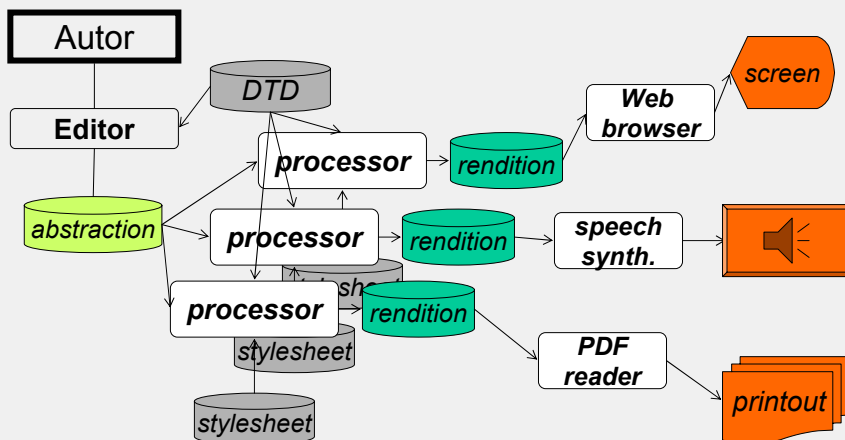 Autor
DTD
screen
Web
browser
Editor
processor
rendition
abstraction
processor
rendition
speech
synth.
stylesheet
processor
rendition
stylesheet
PDF
reader
printout
stylesheet